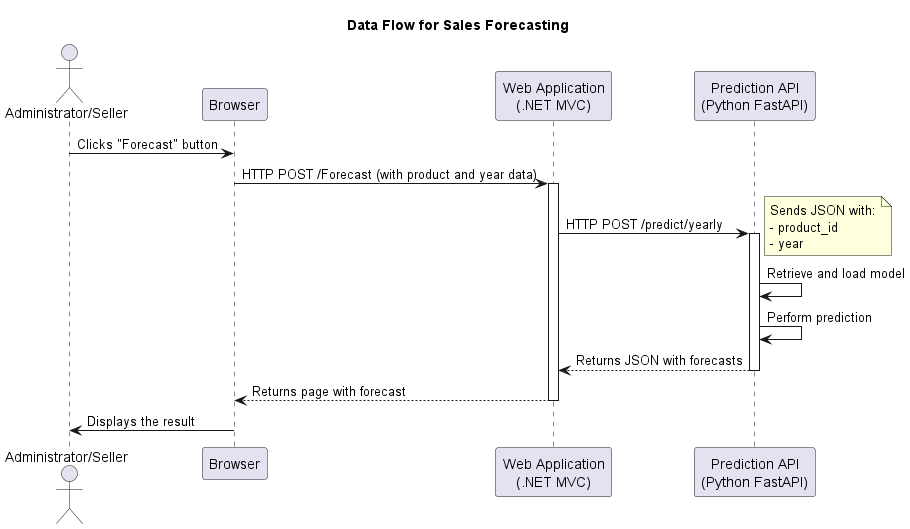 Data Flow for Sales Forecasting
Administrator/Seller
Browser
Web Application
(.NET MVC)
Prediction API
(Python FastAPI)
Clicks "Forecast" button
HTTP POST /Forecast (with product and year data)
HTTP POST /predict/yearly
Sends JSON with:
- product_id
- year
Retrieve and load model
Perform prediction
Returns JSON with forecasts
Returns page with forecast
Displays the result
Administrator/Seller
Browser
Web Application
(.NET MVC)
Prediction API
(Python FastAPI)